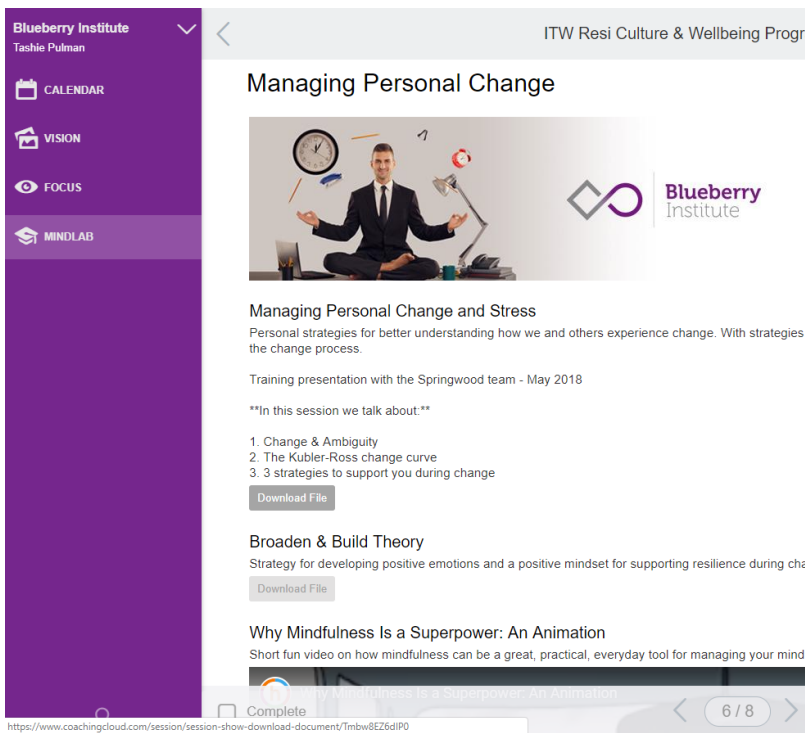 Blueberry Institute
Tashie Pulman
CALENDAR
VISION
FOCUS
MINDLAB
ITW Resi Culture & Wellbeing Progr
Managing Personal Change
Blueberry
Institute
Managing Personal Change and Stress
Personal strategies for better understanding how we and others experience change. With strategies
the change process.
Training presentation with the Springwood team - May 2018
**In this session we talk about:**
1. Change & Ambiguity
2. The Kubler-Ross change curve
3. 3 strategies to support you during change
Download File
Broaden & Build Theory
Strategy for developing positive emotions and a positive mindset for supporting resilience during cha
Download File
Why Mindfulness Is a Superpower: An Animation
Short fun video on how mindfulness can be a great, practical, everyday tool for managing your mind
Why Mindfulness Is a Superpower: An Animation
Complete
6 / 8
https://www.coachingcloud.com/session/session-show-download-document/Tmbw8EZ6dIP0